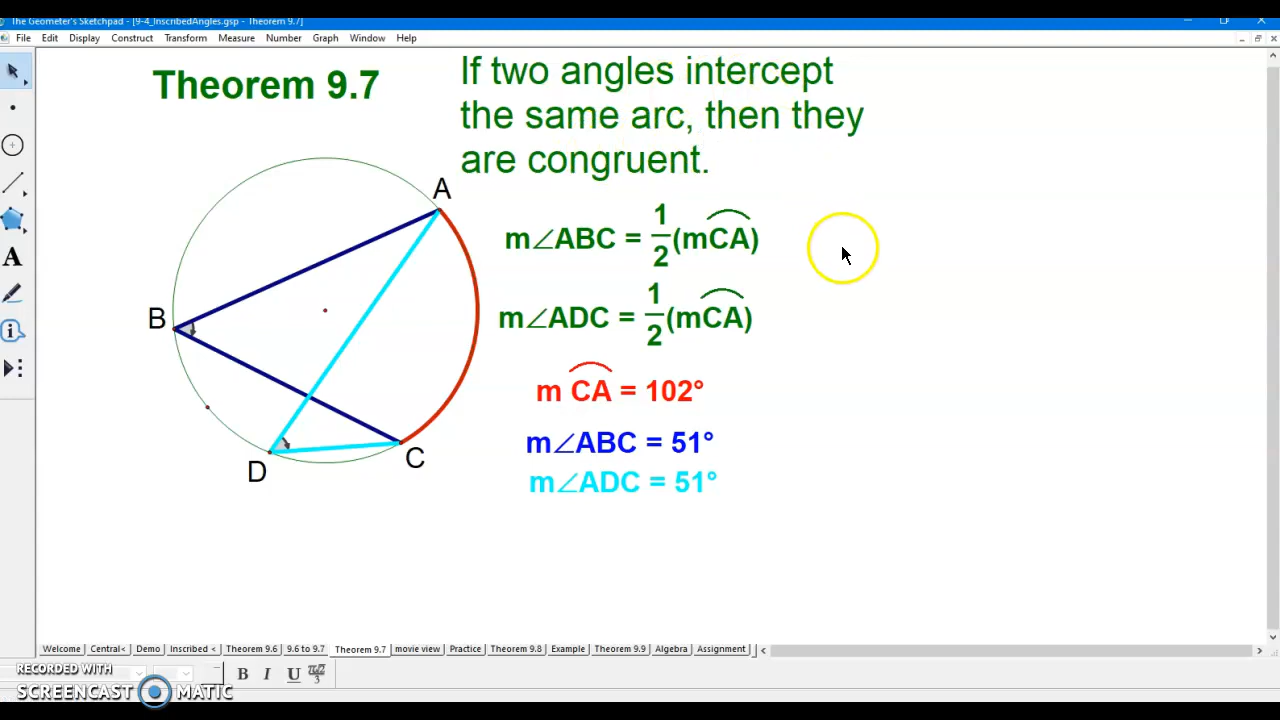 The Geometer's Sketchpad - [9-4_InscribedAngles.gsp - Theorem 9.7]
File Edit Display Construct Transform Measure Number Graph Window Help
Theorem 9.7
If two angles intercept
the same arc, then they
are congruent.
A
B
D
C
m∠ABC = 1/2(mCA)
m∠ADC = 1/2(mCA)
m CA = 102°
m∠ABC = 51°
m∠ADC = 51°
Welcome Central< Demo Inscribed < Theorem 9.6 9.6 to 9.7 Theorem 9.7 movie view Practice Theorem 9.8 Example Theorem 9.9 Algebra Assignment
RECORDED WITH
SCREENCAST MATIC
B I U